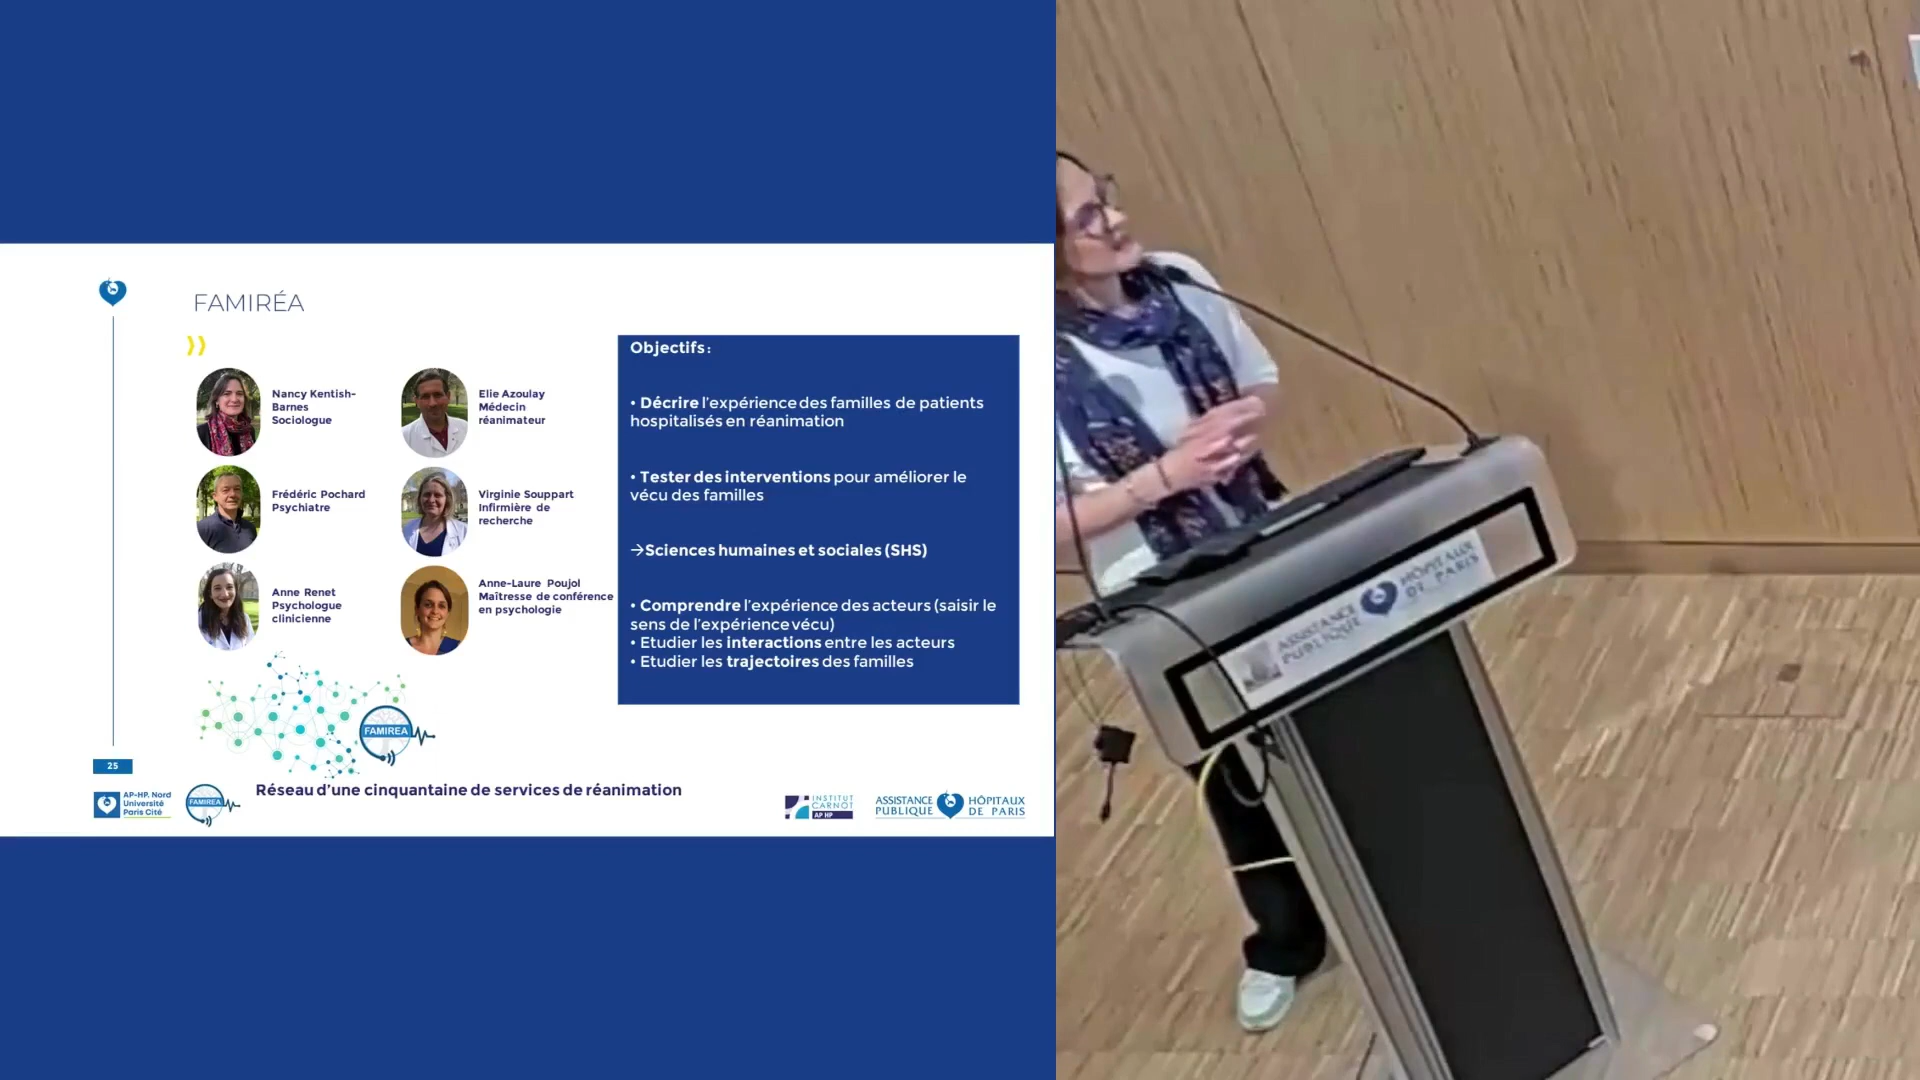 FAMIRÉA
Nancy Kentish-
Barnes
Sociologue
Elie Azoulay
Médecin
réanimateur
Frédéric Pochard
Psychiatre
Virginie Souppart
Infirmière de
recherche
Anne Renet
Psychologue
clinicienne
Anne-Laure Poujol
Maîtresse de conférence
en psychologie
Objectifs :
• Décrire l'expérience des familles de patients
hospitalisés en réanimation
• Tester des interventions pour améliorer le
vécu des familles
→Sciences humaines et sociales (SHS)
• Comprendre l'expérience des acteurs (saisir le
sens de l'expérience vécu)
• Etudier les interactions entre les acteurs
• Etudier les trajectoires des familles
FAMIREA
25
AP-HP. Nord
Université
Paris Cité
FAMIREA
Réseau d'une cinquantaine de services de réanimation
INSTITUT
CARNOT
AP HP
ASSISTANCE
PUBLIQUE
HÔPITAUX
DE PARIS
ASSISTANCE
PUBLIQUE
HÔPITAUX
DE PARIS